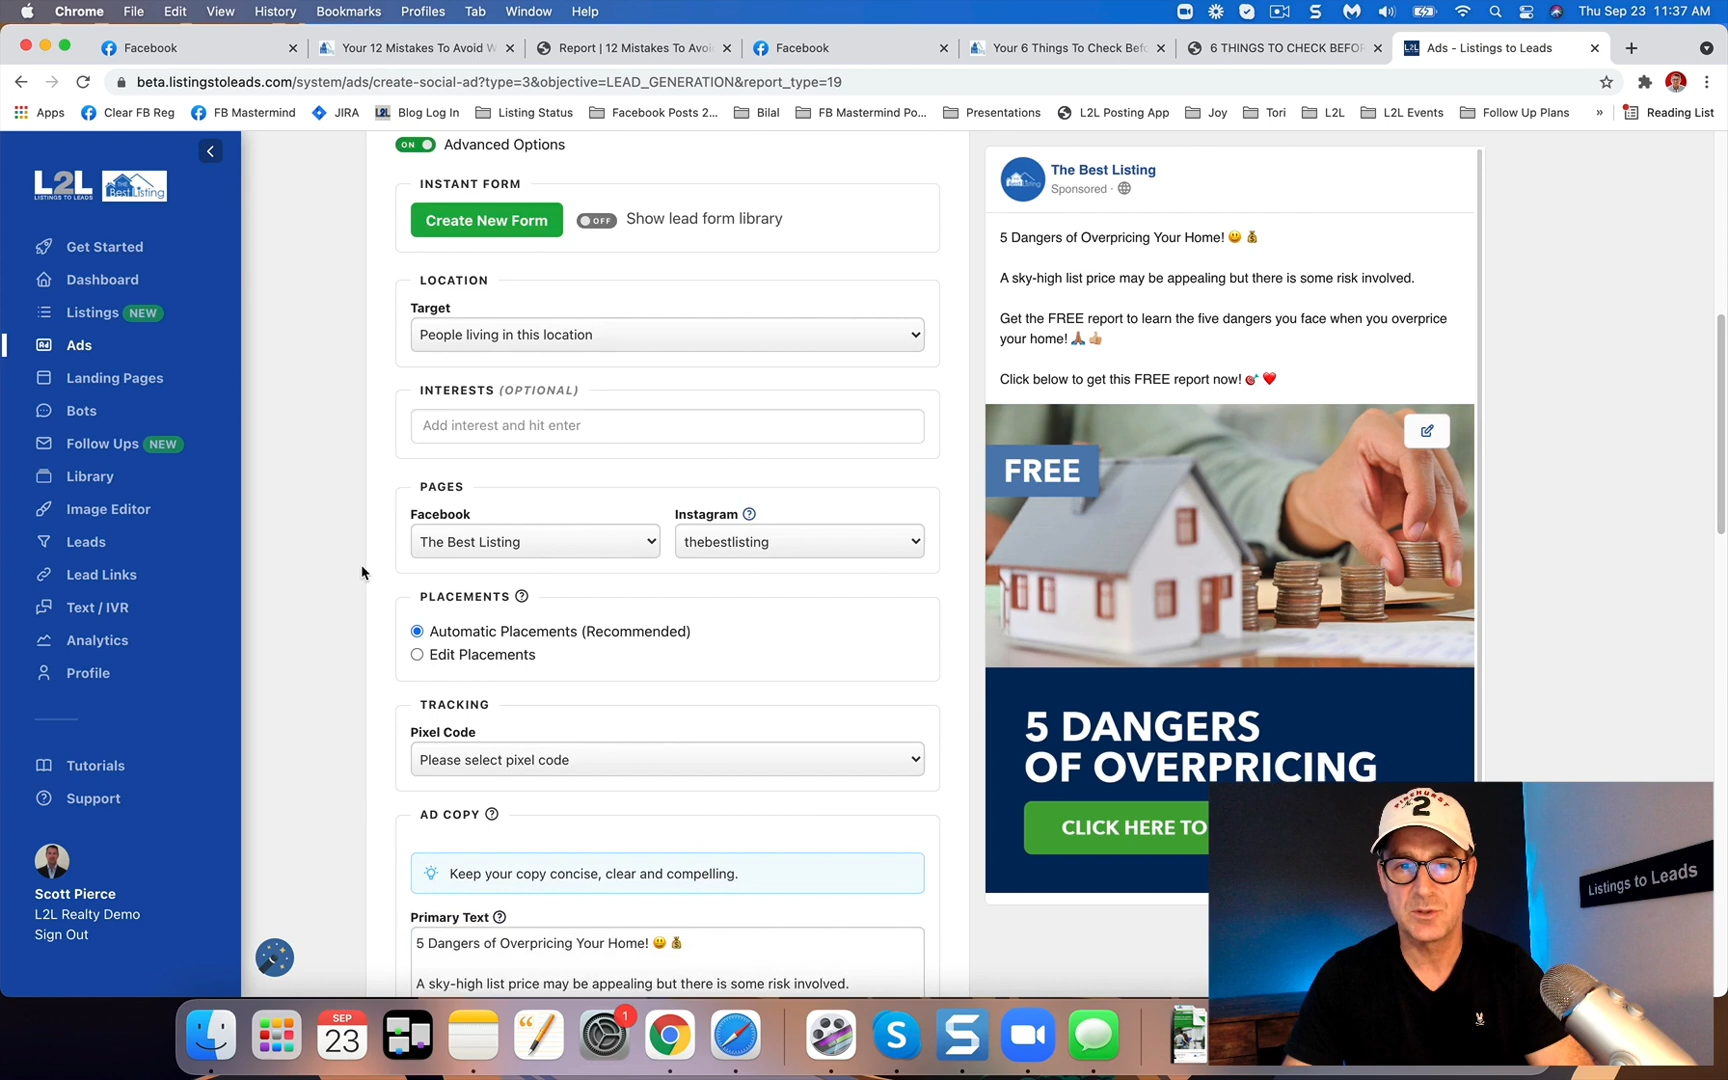 Chrome File Edit View History Bookmarks Profiles Tab Window Help
Thu Sep 23 11:37 AM
Facebook
Your 12 Mistakes To Avoid W
Report | 12 Mistakes To Avoi
Facebook
Your 6 Things To Check Befo
6 THINGS TO CHECK BEFOR
Ads - Listings to Leads
beta.listingstoleads.com/system/ads/create-social-ad?type=3&objective=LEAD_GENERATION&report_type=19
Apps Clear FB Reg FB Mastermind JIRA Blog Log In Listing Status Facebook Posts 2... Bilal FB Mastermind Po... Presentations L2L Posting App Joy Tori L2L L2L Events Follow Up Plans » Reading List
L2L
LISTINGS TO LEADS
THE
Best Listing
Get Started
Dashboard
Listings NEW
Ads
Landing Pages
Bots
Follow Ups NEW
Library
Image Editor
Leads
Lead Links
Text / IVR
Analytics
Profile
Tutorials
Support
Scott Pierce
L2L Realty Demo
Sign Out
ON Advanced Options
INSTANT FORM
Create New Form OFF Show lead form library
LOCATION
Target
People living in this location
INTERESTS (OPTIONAL)
Add interest and hit enter
PAGES
Facebook Instagram
The Best Listing thebestlisting
PLACEMENTS
Automatic Placements (Recommended)
Edit Placements
TRACKING
Pixel Code
Please select pixel code
AD COPY
Keep your copy concise, clear and compelling.
Primary Text
5 Dangers of Overpricing Your Home! 😀 💰
A sky-high list price may be appealing but there is some risk involved.
The Best Listing
Sponsored ·
5 Dangers of Overpricing Your Home! 😀 💰
A sky-high list price may be appealing but there is some risk involved.
Get the FREE report to learn the five dangers you face when you overprice
your home! 🙏🏽 👍🏼
Click below to get this FREE report now! 🎯 ❤️
FREE
5 DANGERS
OF OVERPRICING
CLICK HERE TO
PINEHURST
2
Listings to Leads
SEP
23
1